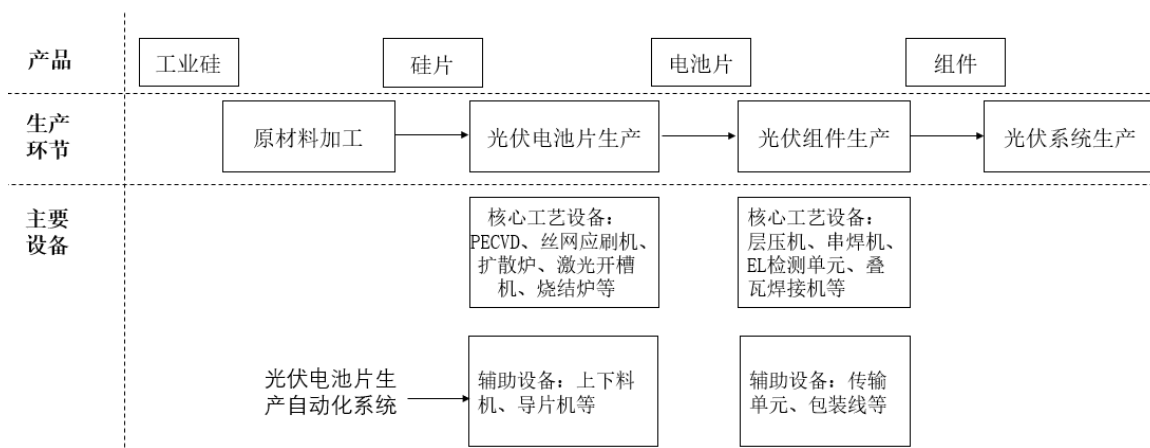 产品
工业硅
硅片
电池片
组件
生产
环节
原材料加工
光伏电池片生产
光伏组件生产
光伏系统生产
主要
设备
核心工艺设备：
PECVD、丝网应刷机、
扩散炉、激光开槽
机、烧结炉等
核心工艺设备：
层压机、串焊机、
EL检测单元、叠
瓦焊接机等
光伏电池片生
产自动化系统
辅助设备：上下料
机、导片机等
辅助设备：传输
单元、包装线等